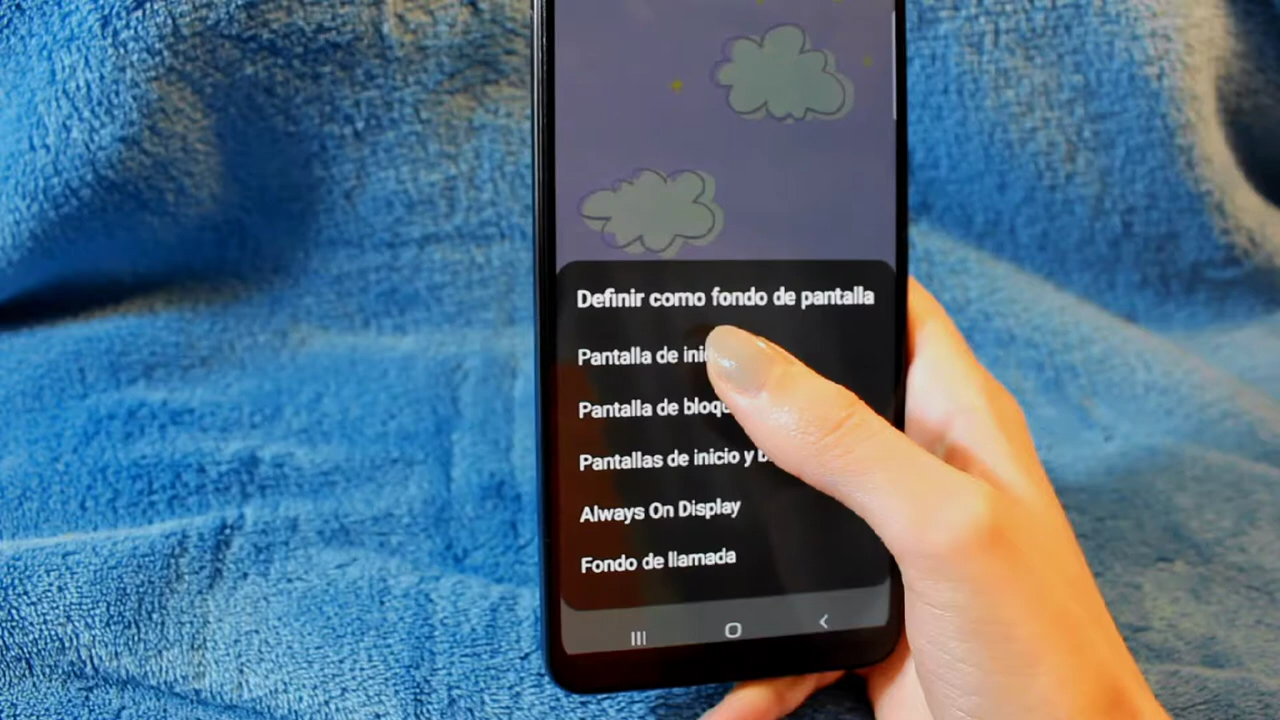 Definir como fondo de pantalla
Pantalla de
Pantalla de
Pantallas de inicio y
Always On Display
Fondo de llamada